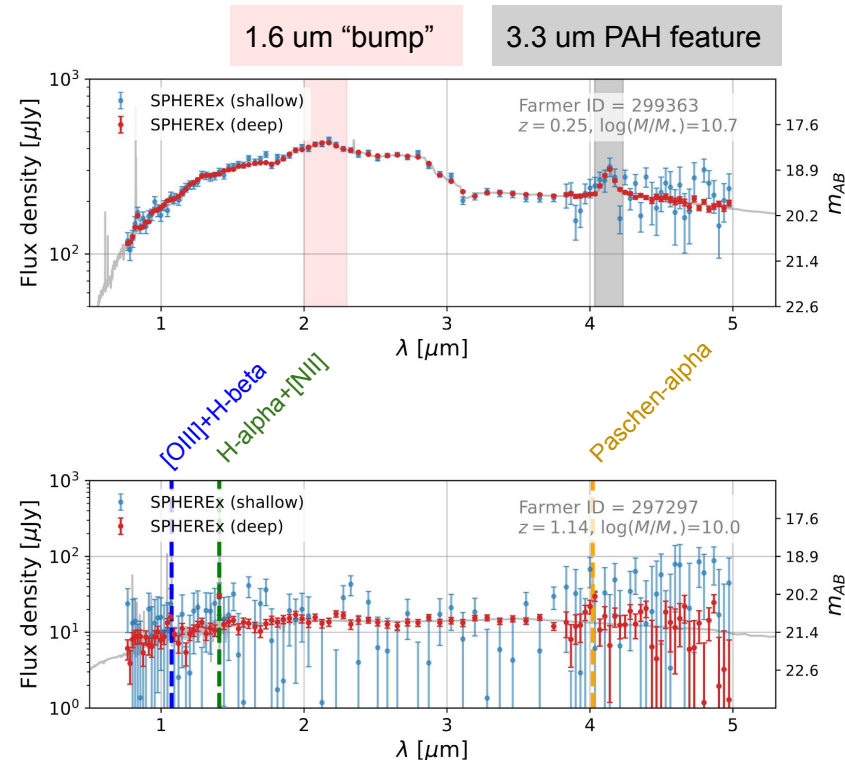 1.6 um “bump”
3.3 um PAH feature
10³
10²
Flux density [μJy]
SPHEREx (shallow)
SPHEREx (deep)
Farmer ID = 299363
z = 0.25, log(M/M⋆)=10.7
17.6
18.9
20.2
21.4
22.6
m_AB
1 2 3 4 5
λ [μm]
[OIII]+H-beta
H-alpha+[NII]
Paschen-alpha
10³
10²
10¹
10⁰
Flux density [μJy]
SPHEREx (shallow)
SPHEREx (deep)
Farmer ID = 297297
z = 1.14, log(M/M⋆)=10.0
17.6
18.9
20.2
21.4
22.6
m_AB
1 2 3 4 5
λ [μm]